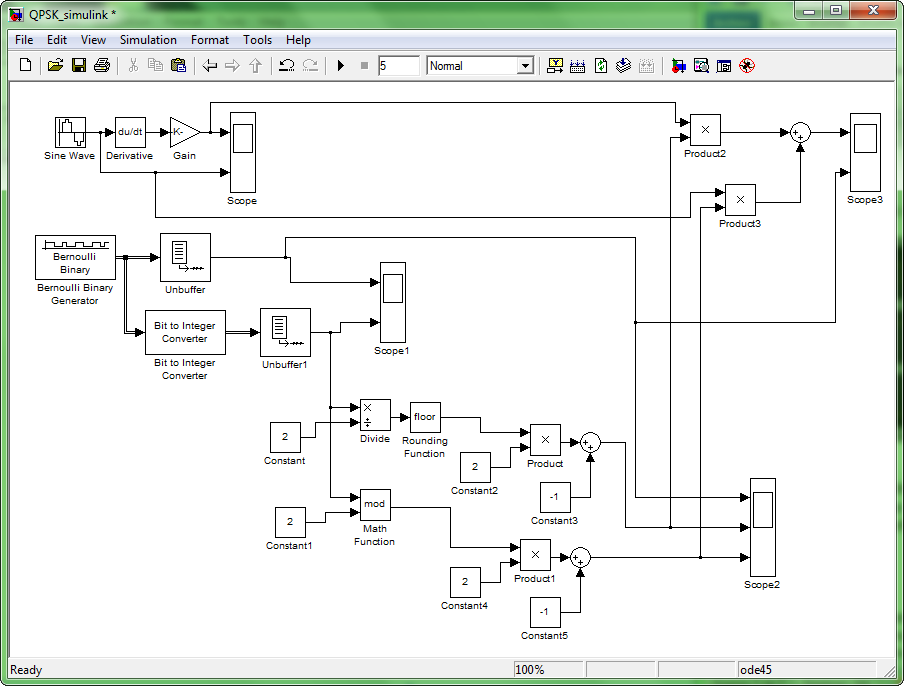 QPSK_simulink *
File Edit View Simulation Format Tools Help
5 Normal
du/dt
-K-
Sine Wave
Derivative
Gain
Scope
×
Product2
×
Product3
Scope3
Bernoulli
Binary
Bernoulli Binary
Generator
Unbuffer
Bit to Integer
Converter
Bit to Integer
Converter
Unbuffer1
Scope1
2
Constant
×
÷
Divide
floor
Rounding
Function
2
Constant2
×
Product
-1
Constant3
2
Constant1
mod
Math
Function
×
Product1
2
Constant4
-1
Constant5
Scope2
Ready 100% ode45